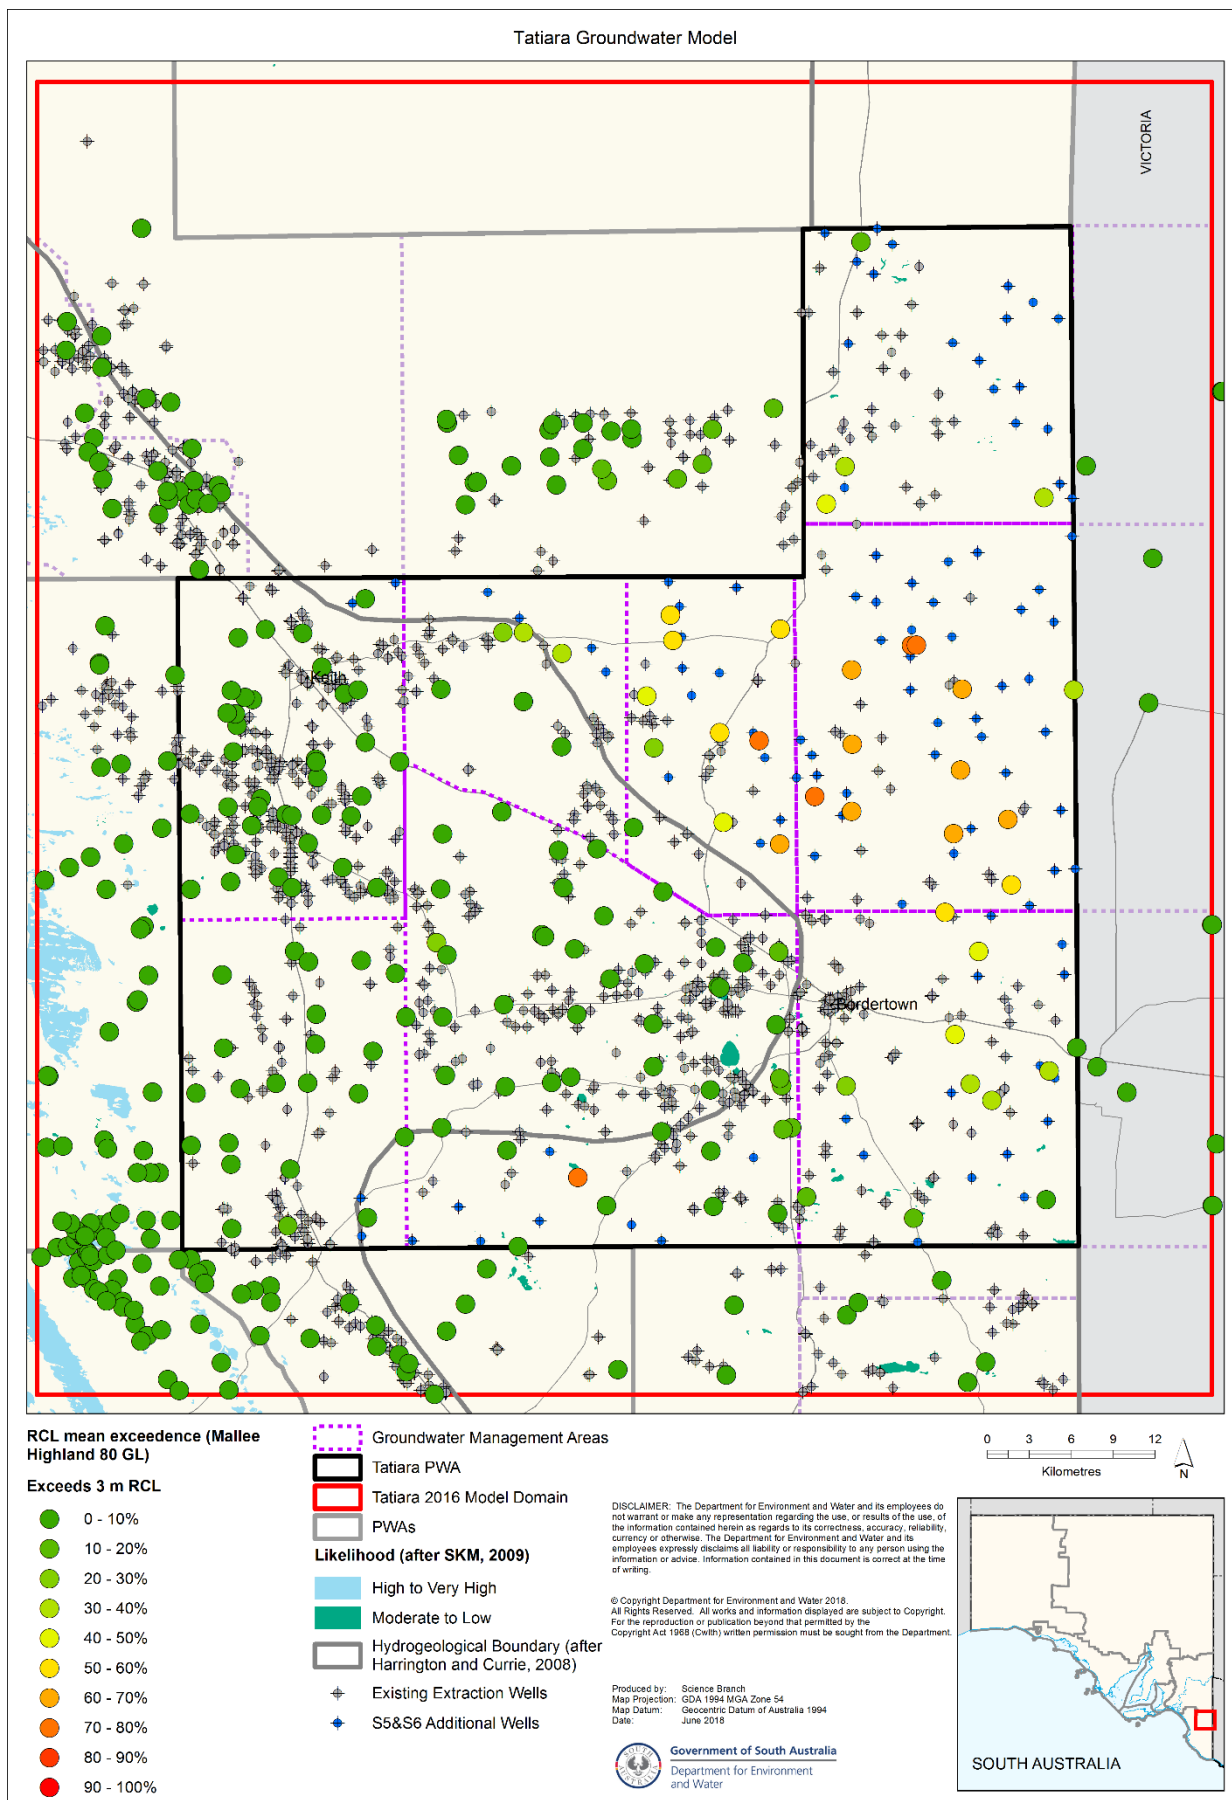 Tatiara Groundwater Model
VICTORIA
Keith
Bordertown
RCL mean exceedence (Mallee
Highland 80 GL)
Exceeds 3 m RCL
0 - 10%
10 - 20%
20 - 30%
30 - 40%
40 - 50%
50 - 60%
60 - 70%
70 - 80%
80 - 90%
90 - 100%
Groundwater Management Areas
Tatiara PWA
Tatiara 2016 Model Domain
PWAs
Likelihood (after SKM, 2009)
High to Very High
Moderate to Low
Hydrogeological Boundary (after
Harrington and Currie, 2008)
Existing Extraction Wells
S5&S6 Additional Wells
0 3 6 9 12
Kilometres
N
DISCLAIMER: The Department for Environment and Water and its employees do
not warrant or make any representation regarding the use, or results of the use, of
the information contained herein as regards to its correctness, accuracy, reliability,
currency or otherwise. The Department for Environment and Water and its
employees expressly disclaims all liability or responsibility to any person using the
information or advice. Information contained in this document is correct at the time
of writing.
© Copyright Department for Environment and Water 2018.
All Rights Reserved. All works and information displayed are subject to Copyright.
For the reproduction or publication beyond that permitted by the
Copyright Act 1968 (Cwlth) written permission must be sought from the Department.
Produced by: Science Branch
Map Projection: GDA 1994 MGA Zone 54
Map Datum: Geocentric Datum of Australia 1994
Date: June 2018
Government of South Australia
Department for Environment
and Water
SOUTH AUSTRALIA